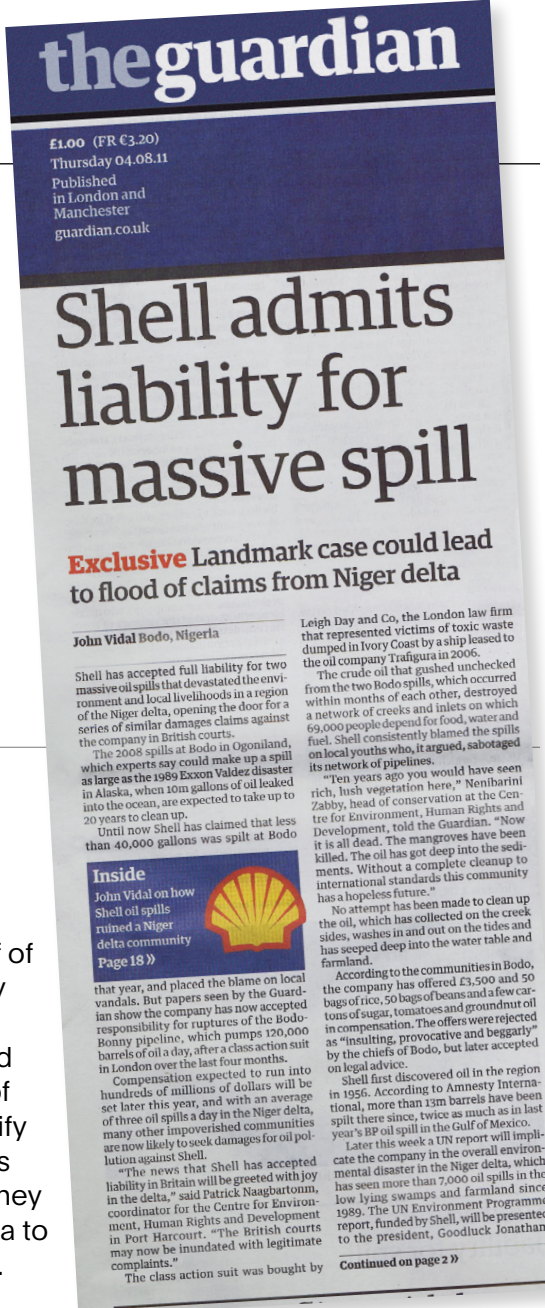 theguardian
£1.00 (FR €3.20)
Thursday 04.08.11
Published
in London and
Manchester
guardian.co.uk
Shell admits
liability for
massive spill
Exclusive Landmark case could lead
to flood of claims from Niger delta
John Vidal Bodo, Nigeria
Shell has accepted full liability for two
massive oil spills that devastated the envi-
ronment and local livelihoods in a region
of the Niger delta, opening the door for a
series of similar damages claims against
the company in British courts.
The 2008 spills at Bodo in Ogoniland,
which experts say could make up a spill
as large as the 1989 Exxon Valdez disaster
in Alaska, when 10m gallons of oil leaked
into the ocean, are expected to take up to
20 years to clean up.
Until now Shell has claimed that less
than 40,000 gallons was spilt at Bodo
Inside
John Vidal on how
Shell oil spills
ruined a Niger
delta community
Page 18 »
that year, and placed the blame on local
vandals. But papers seen by the Guard-
ian show the company has now accepted
responsibility for ruptures of the Bodo-
Bonny pipeline, which pumps 120,000
barrels of oil a day, after a class action suit
in London over the last four months.
Compensation expected to run into
hundreds of millions of dollars will be
set later this year, and with an average
of three oil spills a day in the Niger delta,
many other impoverished communities
are now likely to seek damages for oil pol-
lution against Shell.
"The news that Shell has accepted
liability in Britain will be greeted with joy
in the delta," said Patrick Naagbartonm,
coordinator for the Centre for Environ-
ment, Human Rights and Development
in Port Harcourt. "The British courts
may now be inundated with legitimate
complaints."
The class action suit was bought by
Leigh Day and Co, the London law firm
that represented victims of toxic waste
dumped in Ivory Coast by a ship leased to
the oil company Trafigura in 2006.
The crude oil that gushed unchecked
from the two Bodo spills, which occurred
within months of each other, destroyed
a network of creeks and inlets on which
69,000 people depend for food, water and
fuel. Shell consistently blamed the spills
on local youths who, it argued, sabotaged
its network of pipelines.
"Ten years ago you would have seen
rich, lush vegetation here," Nenibarini
Zabby, head of conservation at the Cen-
tre for Environment, Human Rights and
Development, told the Guardian. "Now
it is all dead. The mangroves have been
killed. The oil has got deep into the sedi-
ments. Without a complete cleanup to
international standards this community
has a hopeless future."
No attempt has been made to clean up
the oil, which has collected on the creek
sides, washes in and out on the tides and
has seeped deep into the water table and
farmland.
According to the communities in Bodo,
the company has offered £3,500 and 50
bags of rice, 50 bags of beans and a few car-
tons of sugar, tomatoes and groundnut oil
in compensation. The offers were rejected
as "insulting, provocative and beggarly"
by the chiefs of Bodo, but later accepted
on legal advice.
Shell first discovered oil in the region
in 1956. According to Amnesty Interna-
tional, more than 13m barrels have been
spilt there since, twice as much as in last
year's BP oil spill in the Gulf of Mexico.
Later this week a UN report will impli-
cate the company in the overall environ-
mental disaster in the Niger delta, which
has seen more than 7,000 oil spills in the
low lying swamps and farmland since
1989. The UN Environment Programme
report, funded by Shell, will be presented
to the president, Goodluck Jonathan
Continued on page 2 »
of
a to